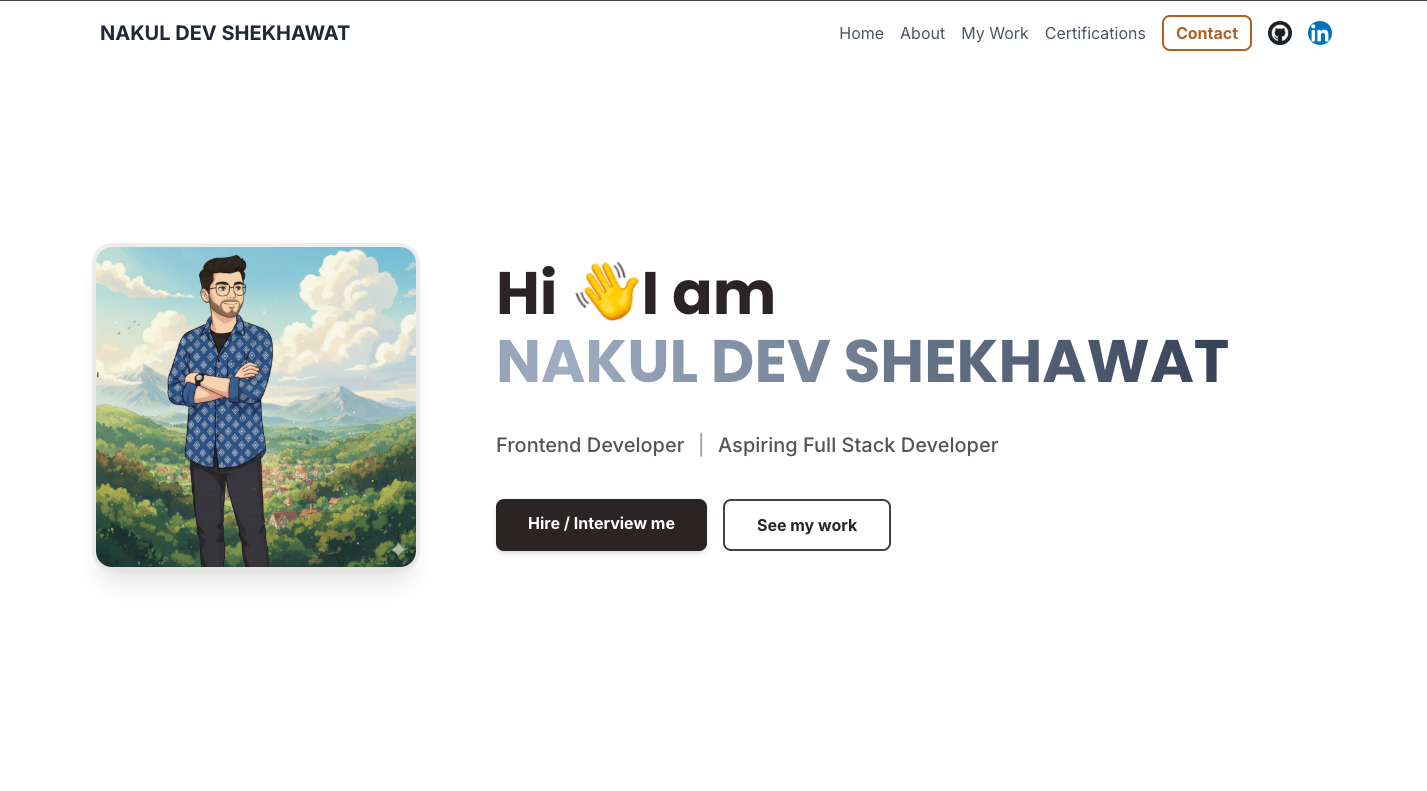 NAKUL DEV SHEKHAWAT
Home About My Work Certifications Contact in
Hi 👋I am
NAKUL DEV SHEKHAWAT
Frontend Developer | Aspiring Full Stack Developer
Hire / Interview me See my work